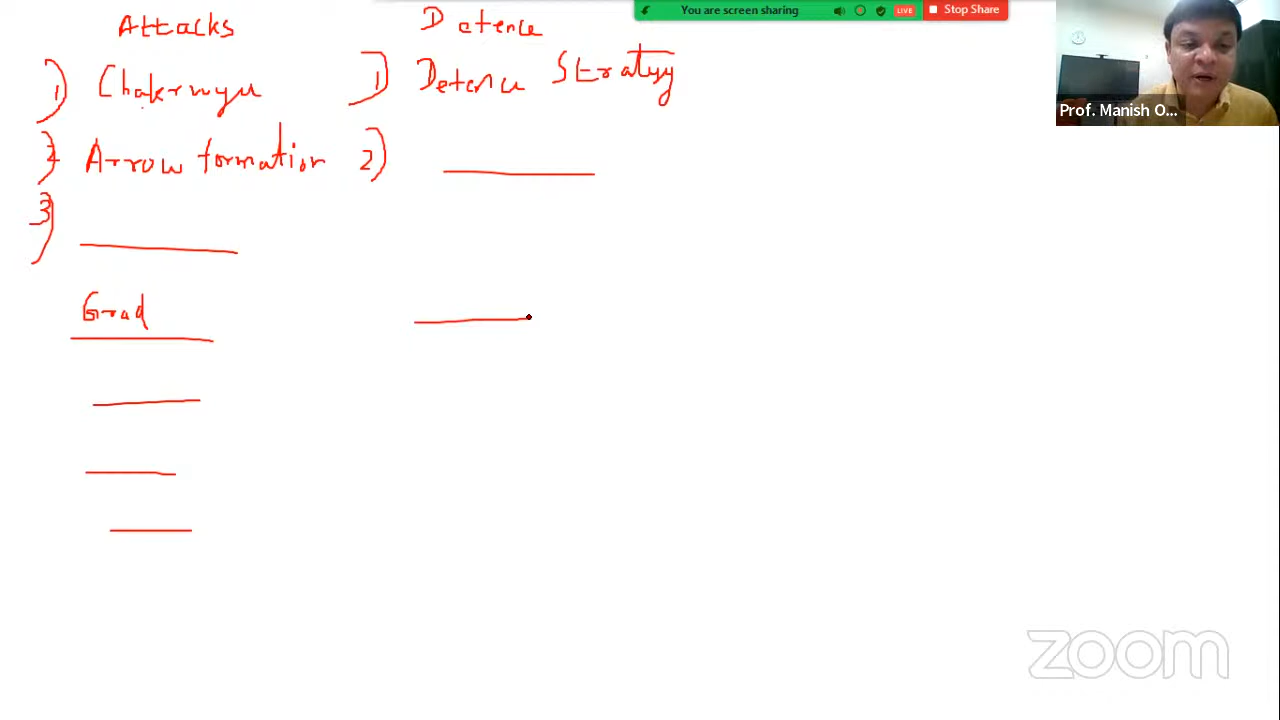 You are screen sharing LIVE Stop Share
Attacks Defence
1) Chakrwyu 1) Defence Strategy
2) Arrow formation 2)
3)
Grad
Prof. Manish O...
zoom